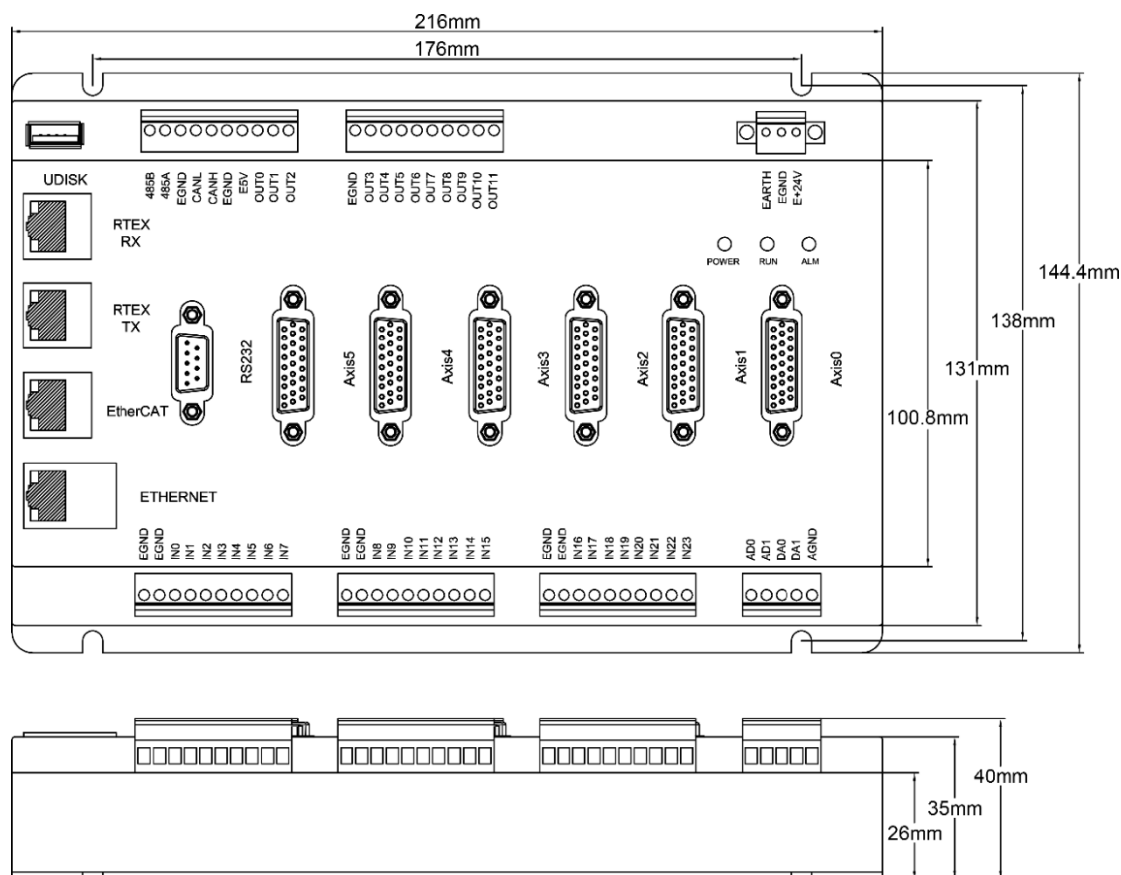 216mm
176mm
UDISK
485B
485A
EGND
CANL
CANH
EGND
E5V
OUT0
OUT1
OUT2
EGND
OUT3
OUT4
OUT5
OUT6
OUT7
OUT8
OUT9
OUT10
OUT11
EARTH
EGND
E+24V
RTEX
RX
POWER
RUN
ALM
144.4mm
RTEX
TX
138mm
RS232
Axis5
Axis4
Axis3
Axis2
Axis1
Axis0
131mm
EtherCAT
100.8mm
ETHERNET
EGND
EGND
IN0
IN1
IN2
IN3
IN4
IN5
IN6
IN7
EGND
EGND
IN8
IN9
IN10
IN11
IN12
IN13
IN14
IN15
EGND
EGND
IN16
IN17
IN18
IN19
IN20
IN21
IN22
IN23
AD0
AD1
DA0
DA1
AGND
40mm
35mm
26mm